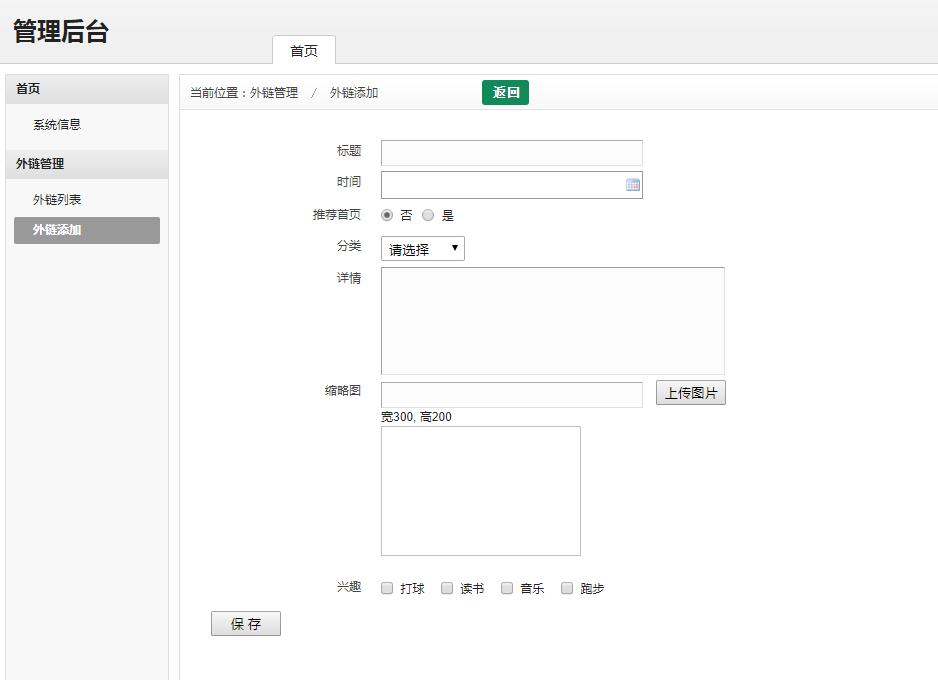 管理后台
首页
首页
系统信息
外链管理
外链列表
外链添加
当前位置：外链管理 / 外链添加
返回
标题
时间
推荐首页 否 是
分类 请选择
详情
缩略图 上传图片
宽300, 高200
兴趣 打球 读书 音乐 跑步
保 存